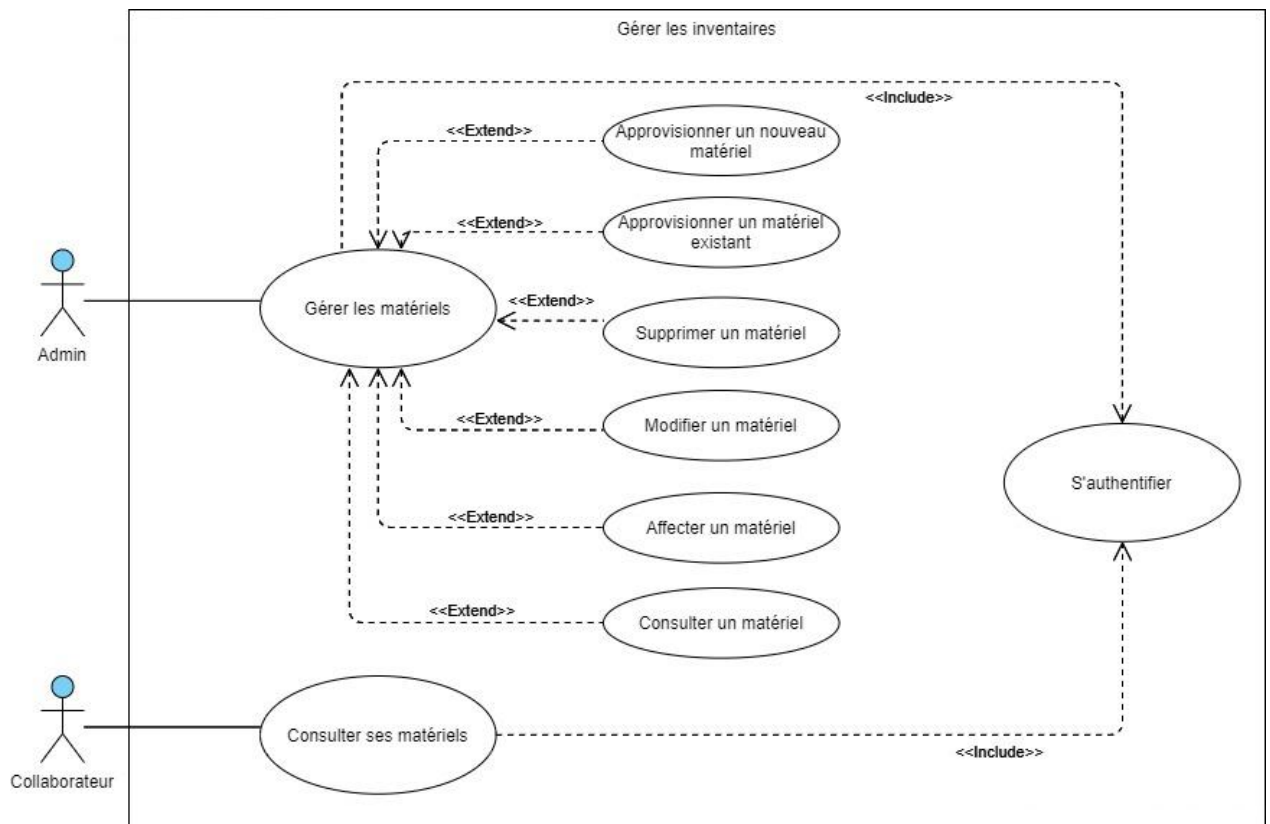 Gérer les inventaires
<<Include>>
<<Extend>>
Approvisionner un nouveau
matériel
<<Extend>>
Approvisionner un matériel
existant
Admin
Gérer les matériels
<<Extend>>
Supprimer un matériel
<<Extend>>
Modifier un matériel
S'authentifier
<<Extend>>
Affecter un matériel
<<Extend>>
Consulter un matériel
Collaborateur
Consulter ses matériels
<<Include>>